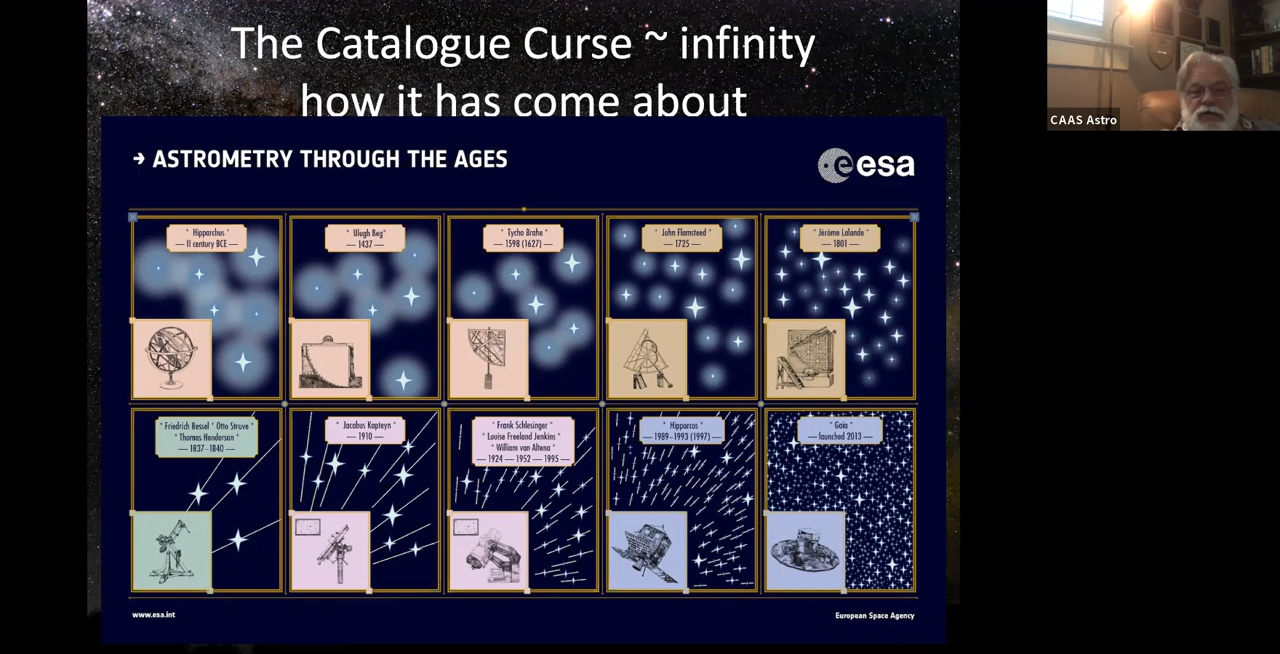 The Catalogue Curse ~ infinity
how it has come about
CAAS Astro
→ ASTROMETRY THROUGH THE AGES
esa
* Hipparchus *
— II century BCE —
* Ulugh Beg *
— 1437 —
* Tycho Brahe *
— 1598 (1627) —
* John Flamsteed *
— 1725 —
* Jérôme Lalande *
— 1801 —
* Friedrich Bessel * Otto Struve *
* Thomas Henderson *
— 1837–1840 —
* Jacobus Kapteyn *
— 1910 —
* Frank Schlesinger *
* Louise Freeland Jenkins *
* William van Altena *
— 1924 — 1952 — 1995 —
* Hipparcos *
— 1989–1993 (1997) —
* Gaia *
— launched 2013 —
www.esa.int
European Space Agency